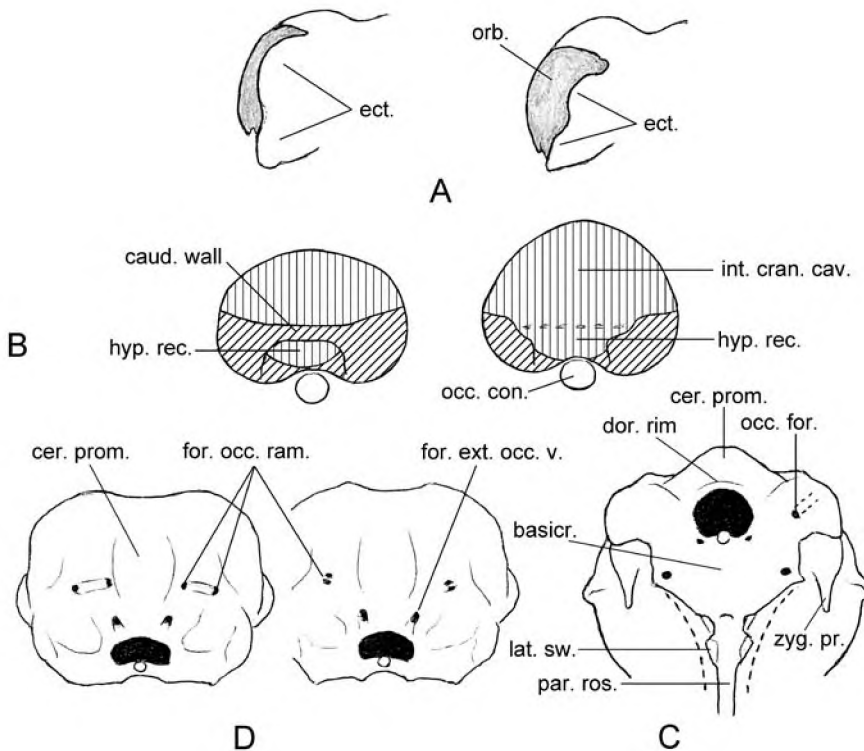 orb.
ect.
ect.
A
caud. wall
int. cran. cav.
B
hyp. rec.
hyp. rec.
occ. con.
cer. prom.
dor. rim
occ. for.
cer. prom.
for. occ. ram.
for. ext. occ. v.
basicr.
lat. sw.
zyg. pr.
par. ros.
D
C